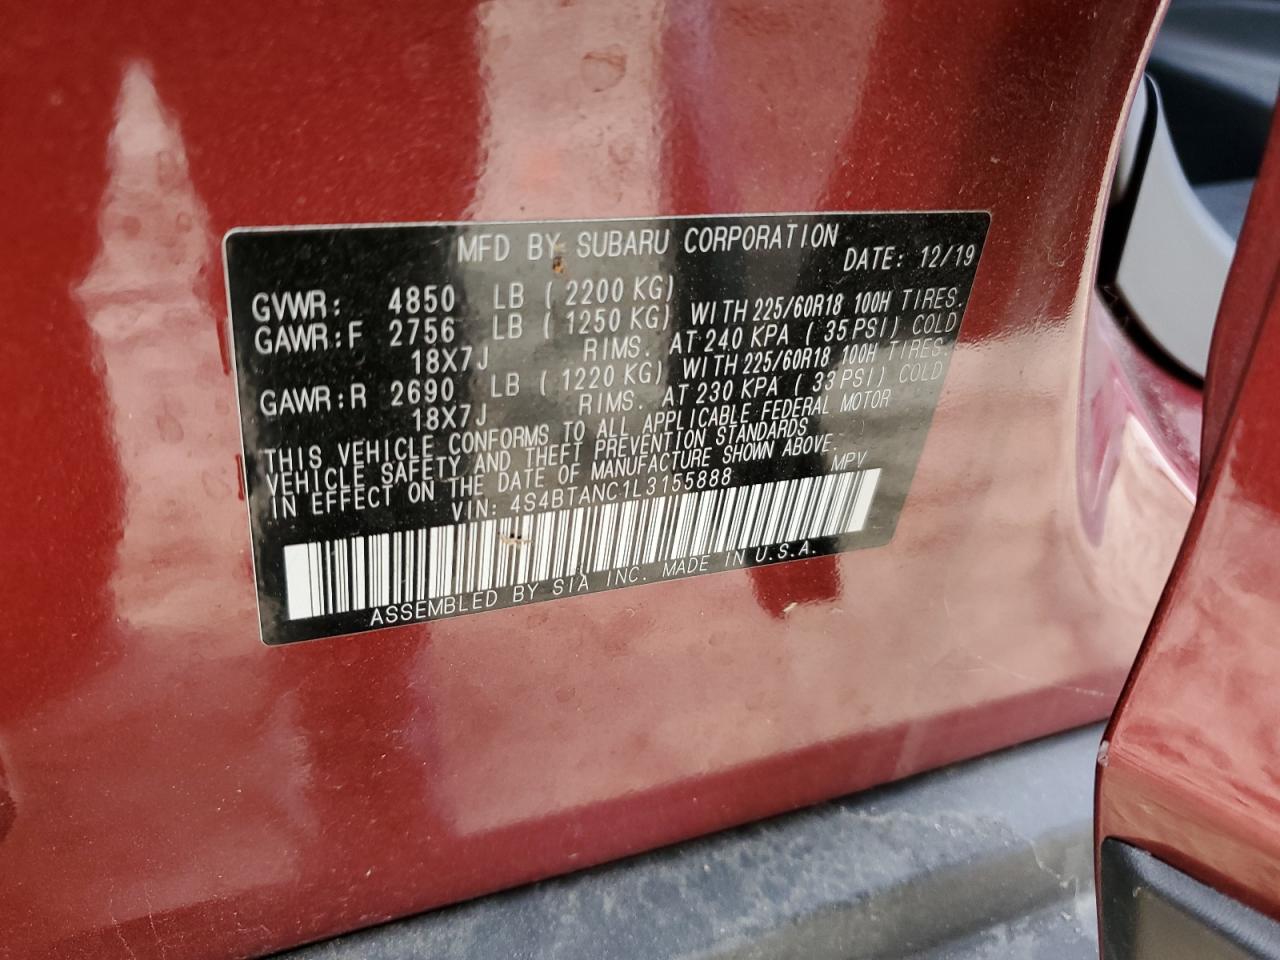 MFD BY SUBARU CORPORATION
DATE: 12/19
GVWR: 4850 LB ( 2200 KG)
GAWR:F 2756 LB ( 1250 KG) WITH 225/60R18 100H TIRES.
18X7J RIMS. AT 240 KPA ( 35 PSI) COLD
GAWR:R 2690 LB ( 1220 KG) WITH 225/60R18 100H TIRES.
18X7J RIMS. AT 230 KPA ( 33 PSI) COLD
THIS VEHICLE CONFORMS TO ALL APPLICABLE FEDERAL MOTOR
VEHICLE SAFETY AND THEFT PREVENTION STANDARDS
IN EFFECT ON THE DATE OF MANUFACTURE SHOWN ABOVE.
VIN: 4S4BTANC1L3155888 MPV
ASSEMBLED BY SIA INC. MADE IN U.S.A.